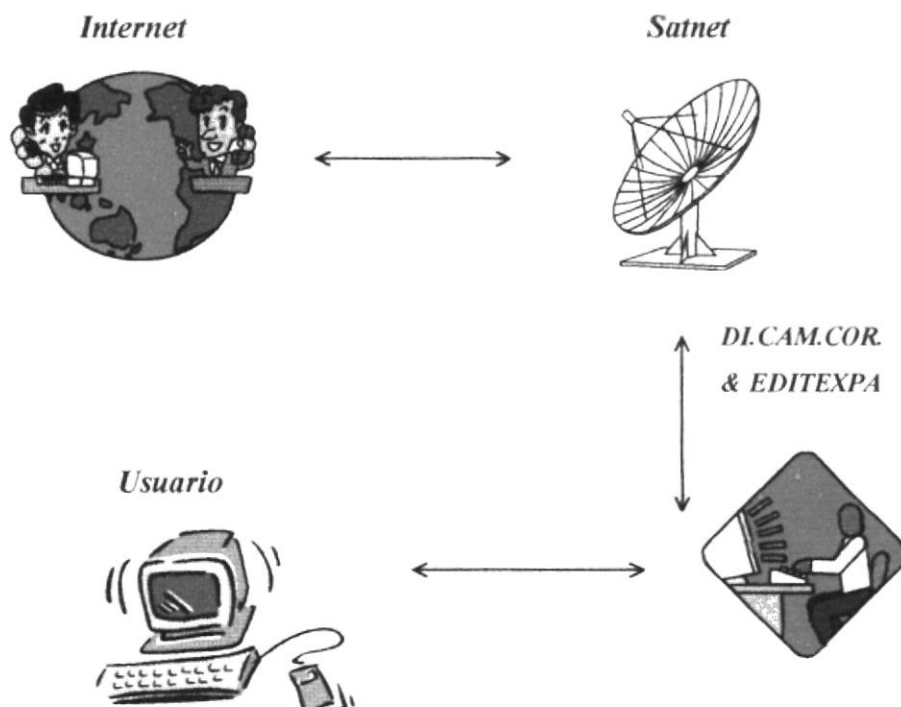 Internet
Satnet
DI.CAM.COR.
& EDITEXPA
Usuario